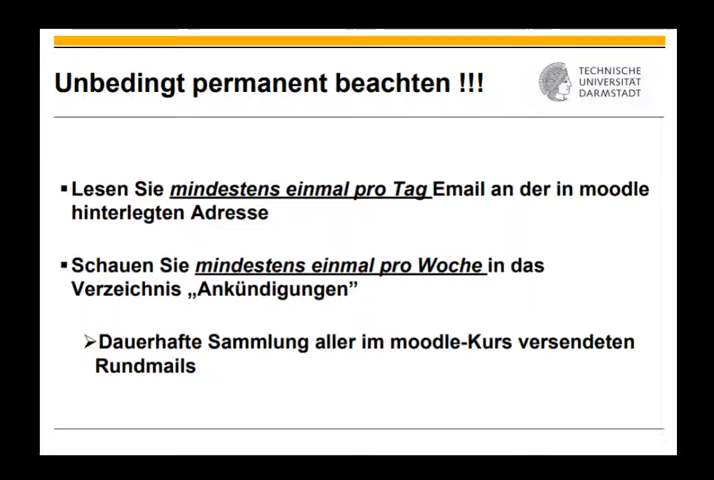 Unbedingt permanent beachten !!!
TECHNISCHE
UNIVERSITÄT
DARMSTADT
▪Lesen Sie mindestens einmal pro Tag Email an der in moodle
hinterlegten Adresse
▪Schauen Sie mindestens einmal pro Woche in das
Verzeichnis „Ankündigungen”
➢Dauerhafte Sammlung aller im moodle-Kurs versendeten
Rundmails